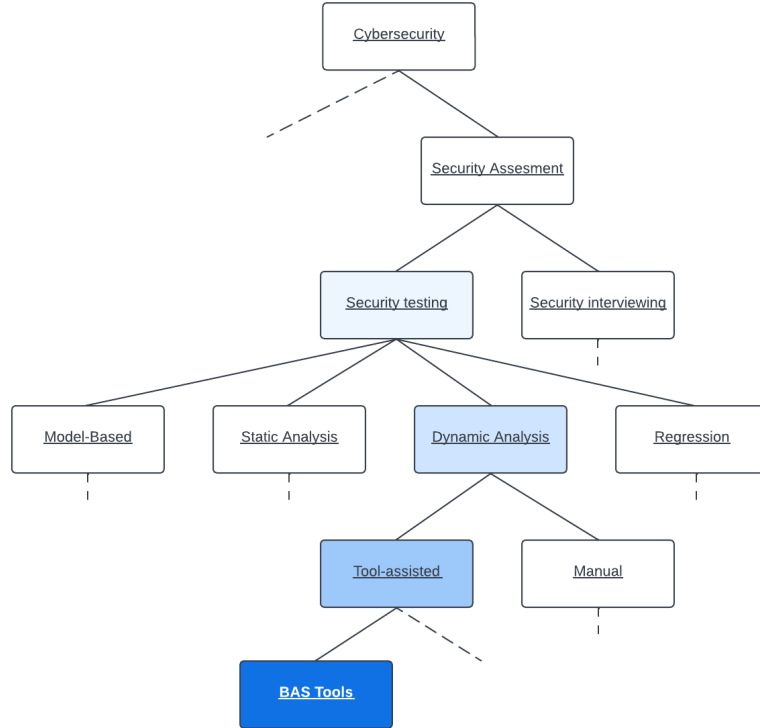 Cybersecurity
Security Assesment
Security testing
Security interviewing
Model-Based
Static Analysis
Dynamic Analysis
Regression
Tool-assisted
Manual
BAS Tools